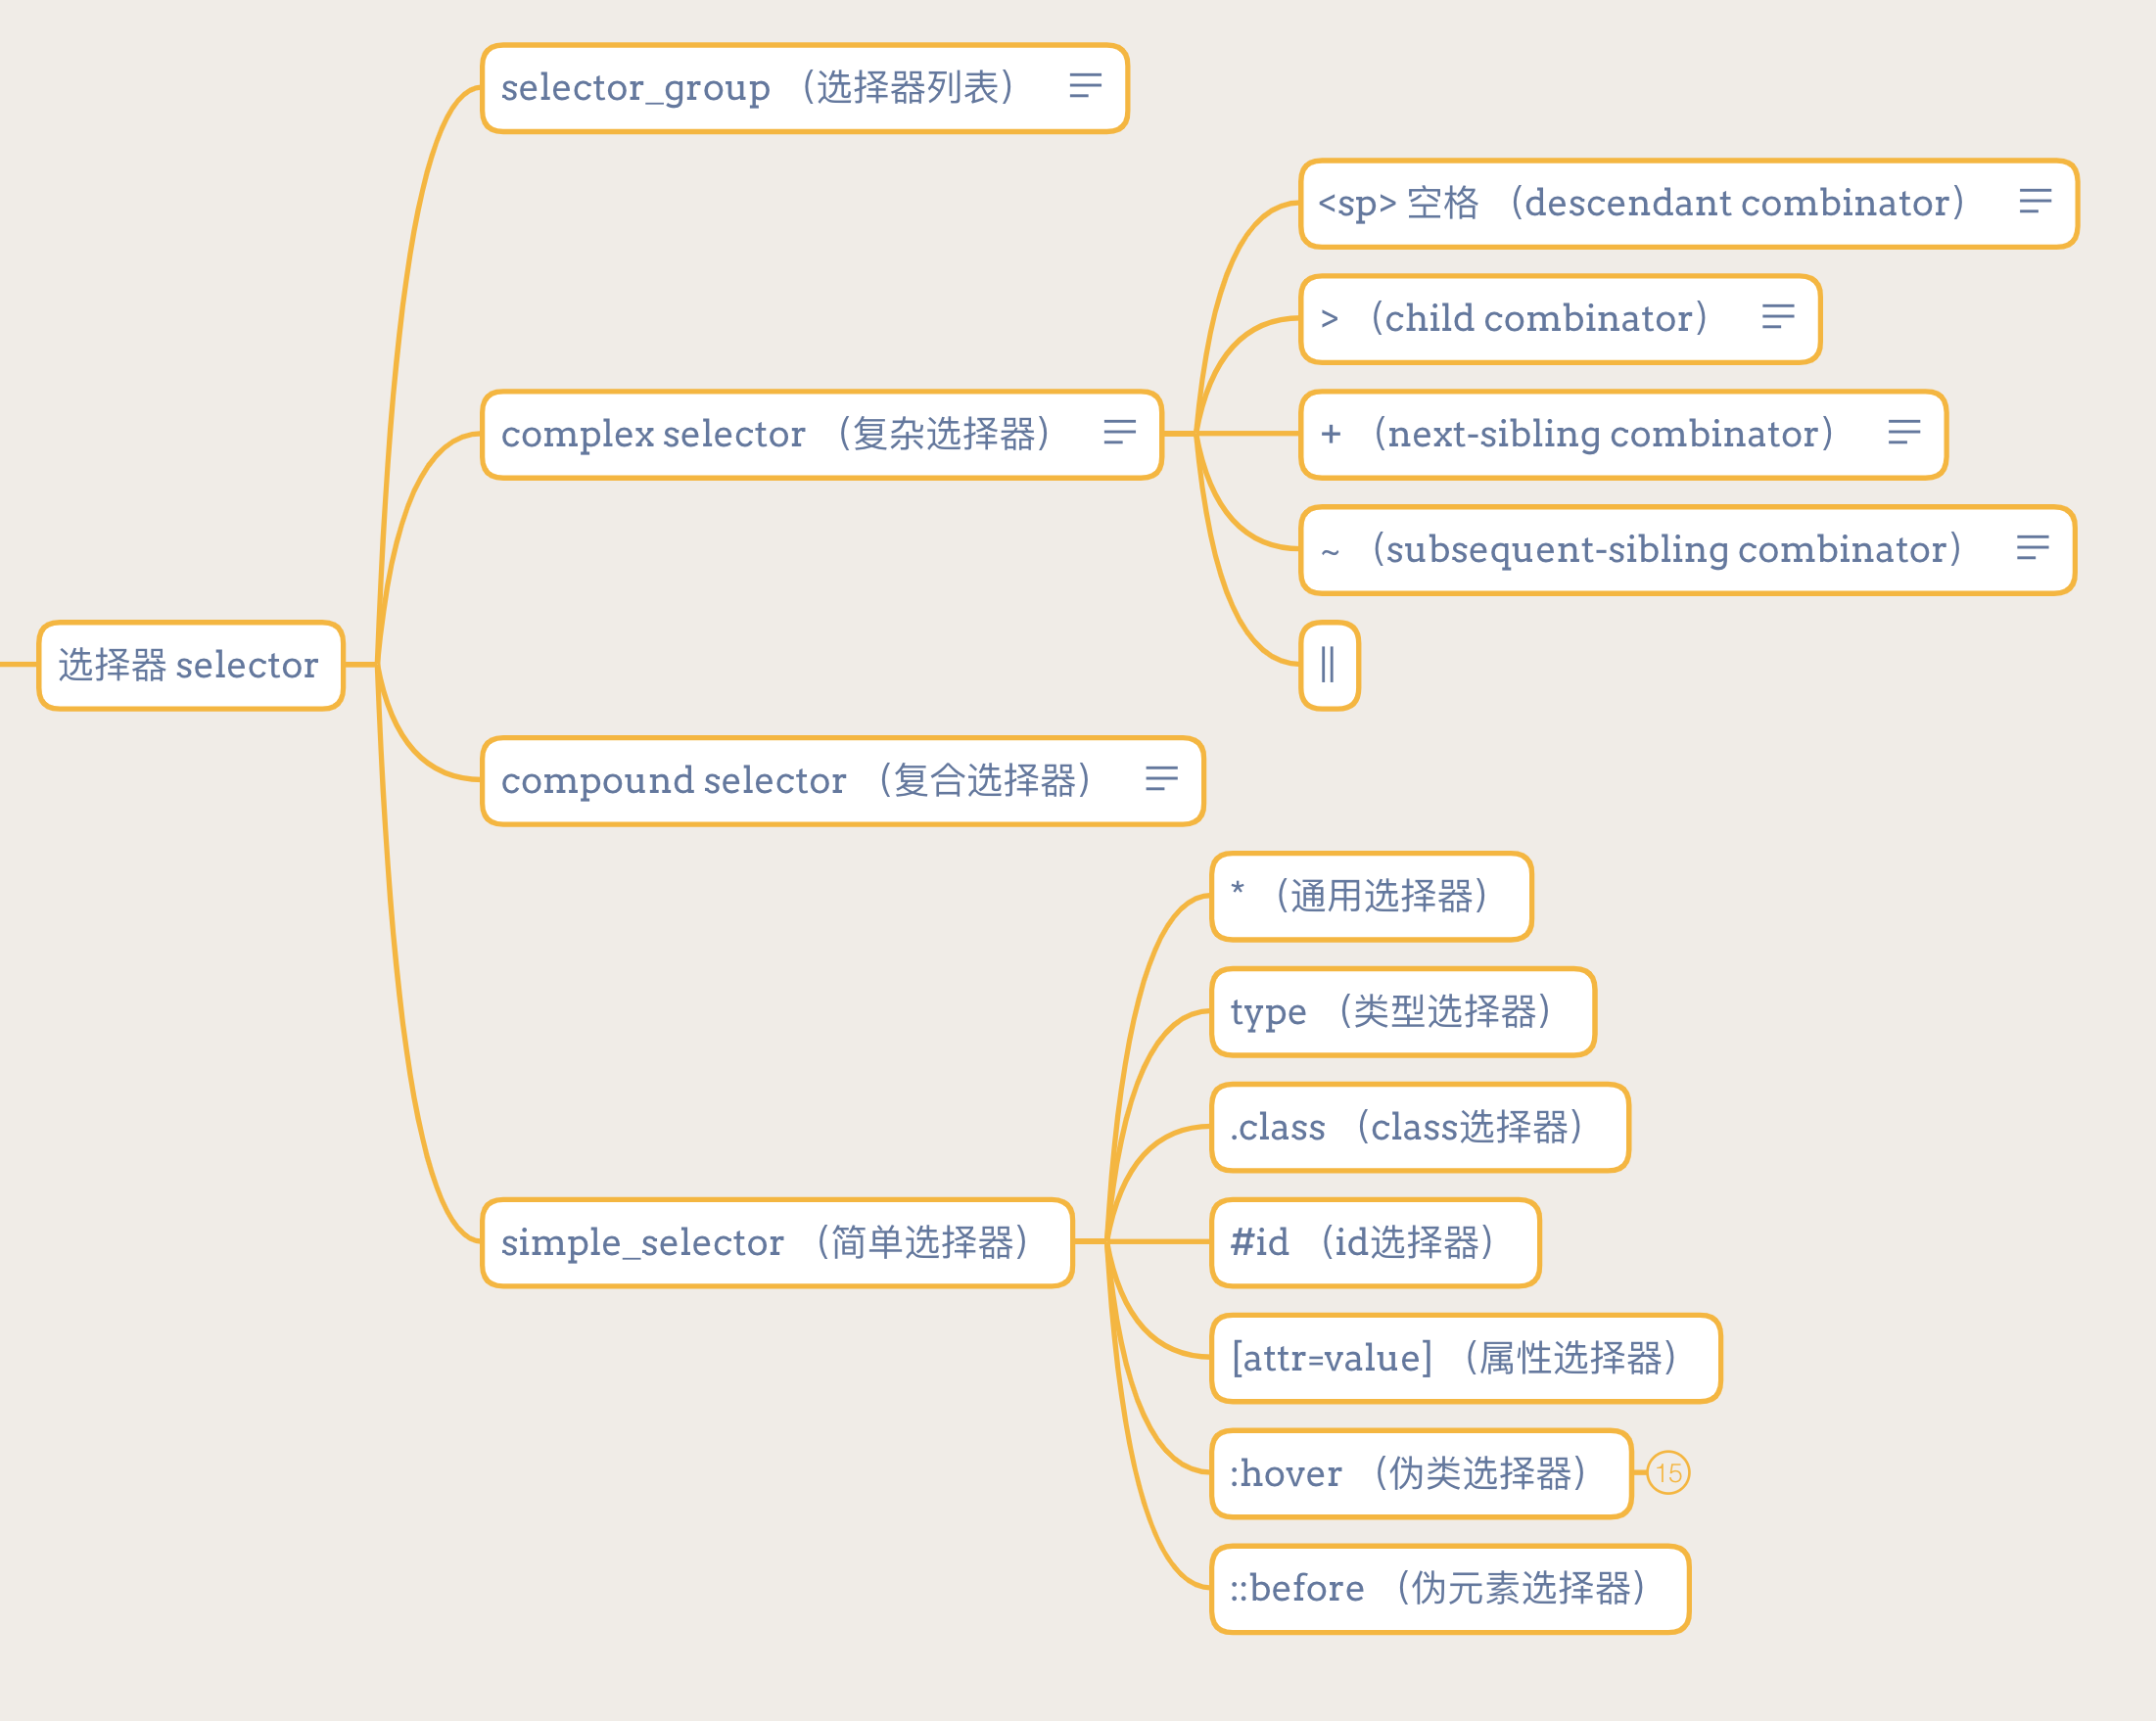 selector_group （选择器列表）
<sp> 空格 （descendant combinator）
> （child combinator）
complex selector （复杂选择器）
+ （next-sibling combinator）
~ （subsequent-sibling combinator）
选择器 selector
||
compound selector （复合选择器）
* （通用选择器）
type （类型选择器）
.class （class选择器）
simple_selector （简单选择器）
#id （id选择器）
[attr=value] （属性选择器）
:hover （伪类选择器）
15
::before （伪元素选择器）